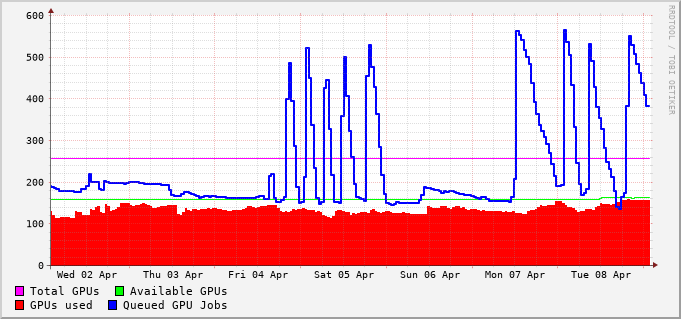 600
500
400
300
200
100
0
Wed 02 Apr Thu 03 Apr Fri 04 Apr Sat 05 Apr Sun 06 Apr Mon 07 Apr Tue 08 Apr
Total GPUs Available GPUs
GPUs used Queued GPU Jobs
RRDTOOL / TOBI OETIKER